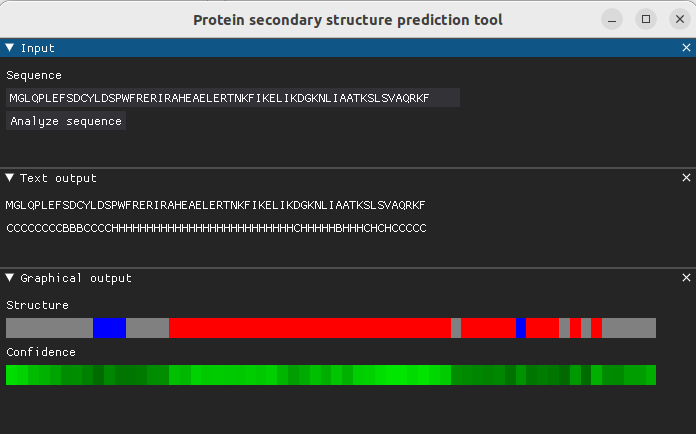 Protein secondary structure prediction tool
Input
Sequence
MGLQPLEFSDCYLDSPWFRERIRAHEAELERTNKFIKELIKDGKNLIAATKSLSVAQRKF
Analyze sequence
Text output
MGLQPLEFSDCYLDSPWFRERIRAHEAELERTNKFIKELIKDGKNLIAATKSLSVAQRKF
CCCCCCCCBBBCCCCHHHHHHHHHHHHHHHHHHHHHHHHHHCHHHHHBHHHCHCHCCCCC
Graphical output
Structure
Confidence